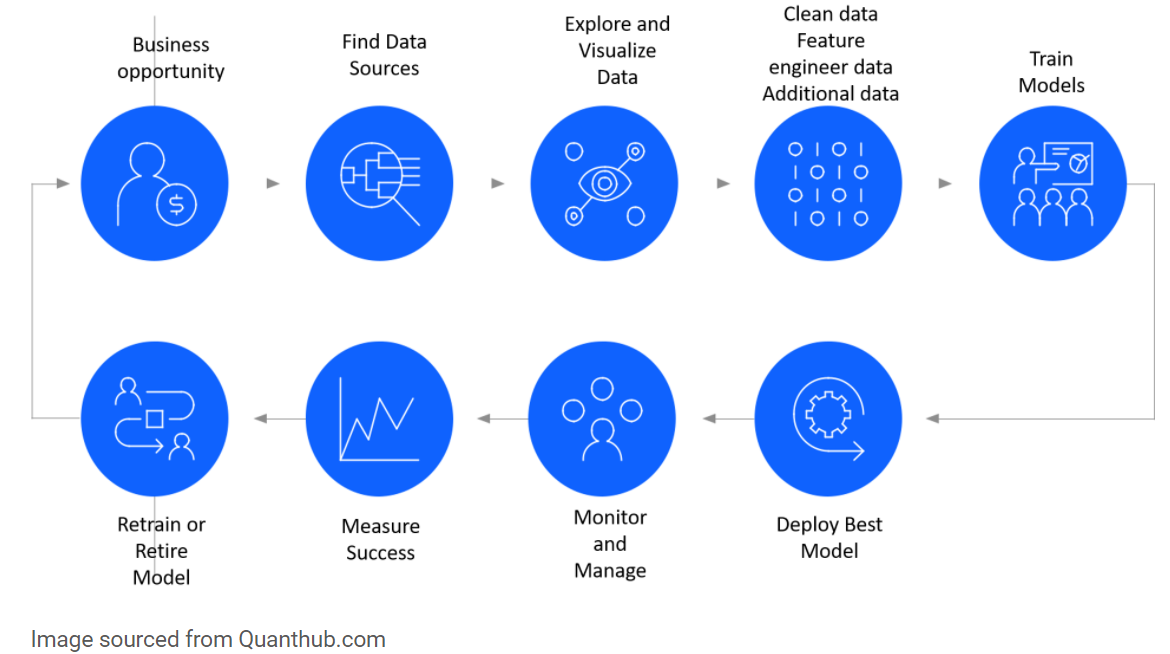 Business
opportunity
Find Data
Sources
Explore and
Visualize
Data
Clean data
Feature
engineer data
Additional data
Train
Models
$
Retrain or
Retire
Model
Measure
Success
Monitor
and
Manage
Deploy Best
Model
Image sourced from Quanthub.com